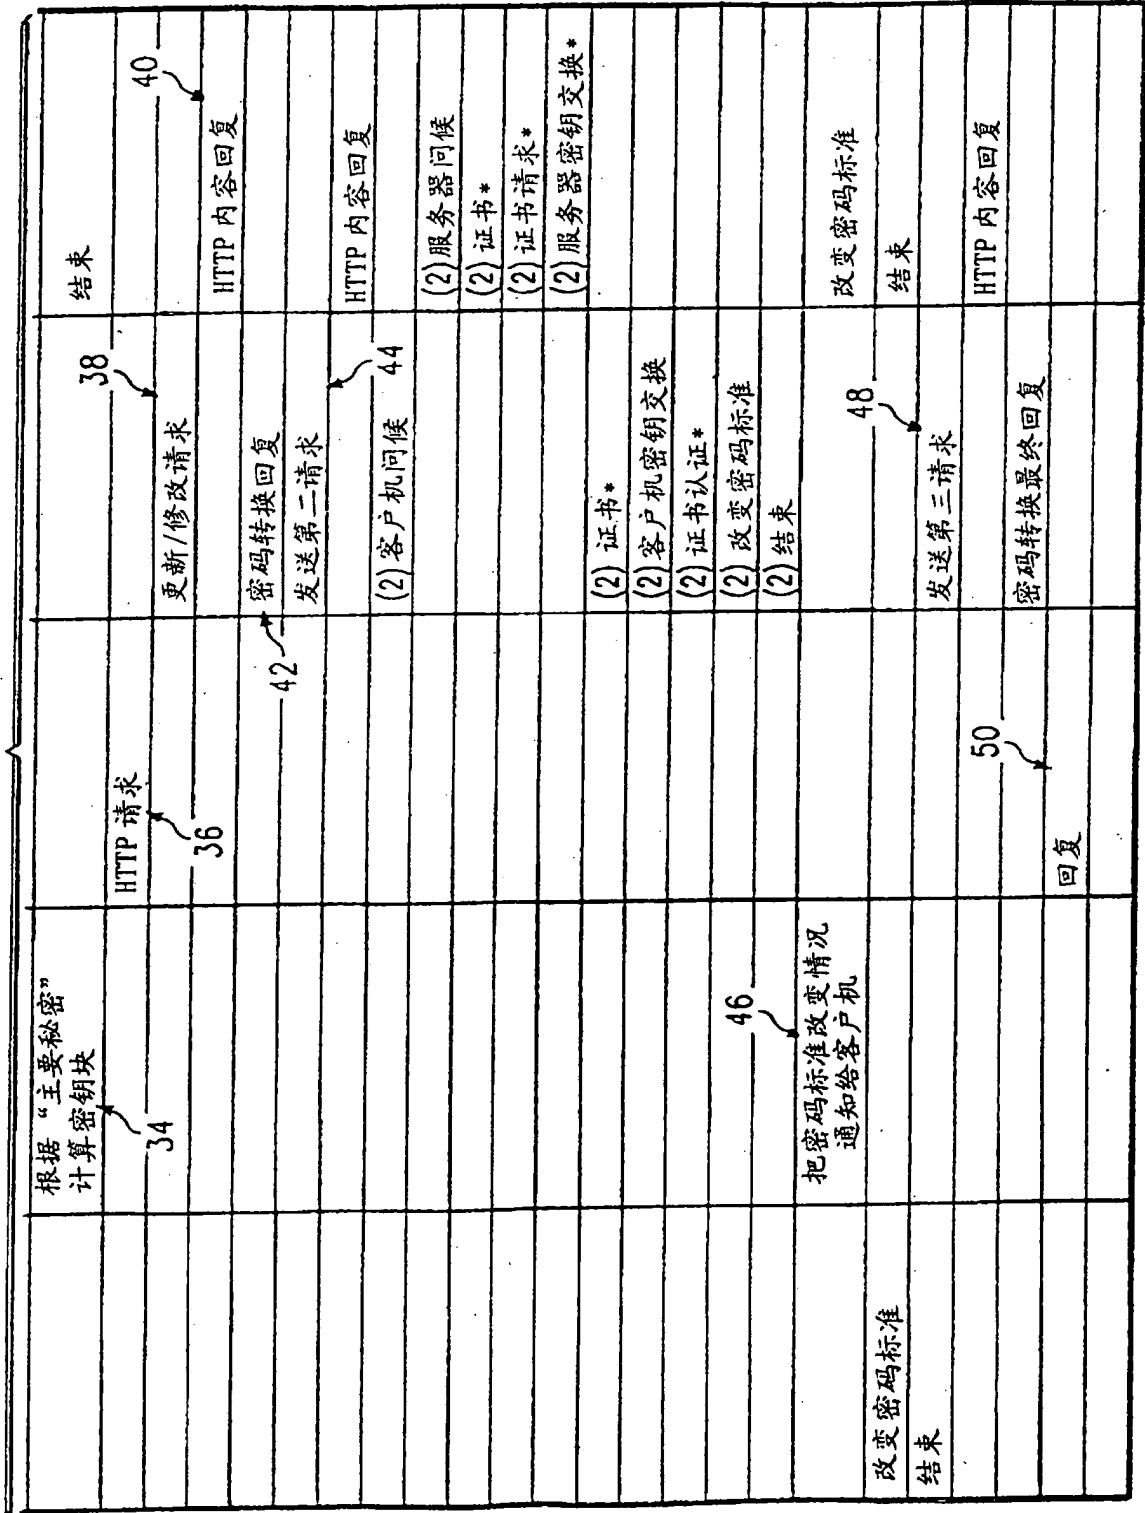 结束
根据“主要秘密”
计算密钥块
34
HTTP 请求
36
38
更新/修改请求
40
HTTP 内容回复
密码转换回复
42
发送第二请求
44
HTTP 内容回复
(2)客户机问候
(2)服务器问候
(2)证书*
(2)证书请求*
(2)服务器密钥交换*
(2)证书*
(2)客户机密钥交换
(2)证书认证*
(2)改变密码标准
(2)结束
46
把密码标准改变情况
通知给客户机
改变密码标准
改变密码标准
结束
结束
48
发送第三请求
HTTP 内容回复
密码转换最终回复
50
回复